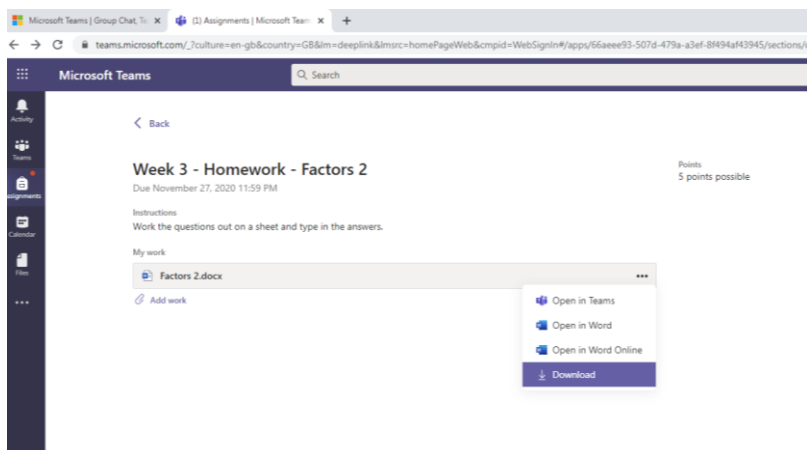 Microsoft Teams | Group Chat, Te
(1) Assignments | Microsoft Team
teams.microsoft.com/_?culture=en-gb&country=GB&lm=deeplink&lmsrc=homePageWeb&cmpid=WebSignIn#/apps/66aeee93-507d-479a-a3ef-8f494af43945/sections/
Microsoft Teams
Search
Activity
Teams
ssignments
Calendar
Files
Back
Week 3 - Homework - Factors 2
Due November 27, 2020 11:59 PM
Points
5 points possible
Instructions
Work the questions out on a sheet and type in the answers.
My work
Factors 2.docx
Add work
Open in Teams
Open in Word
Open in Word Online
Download